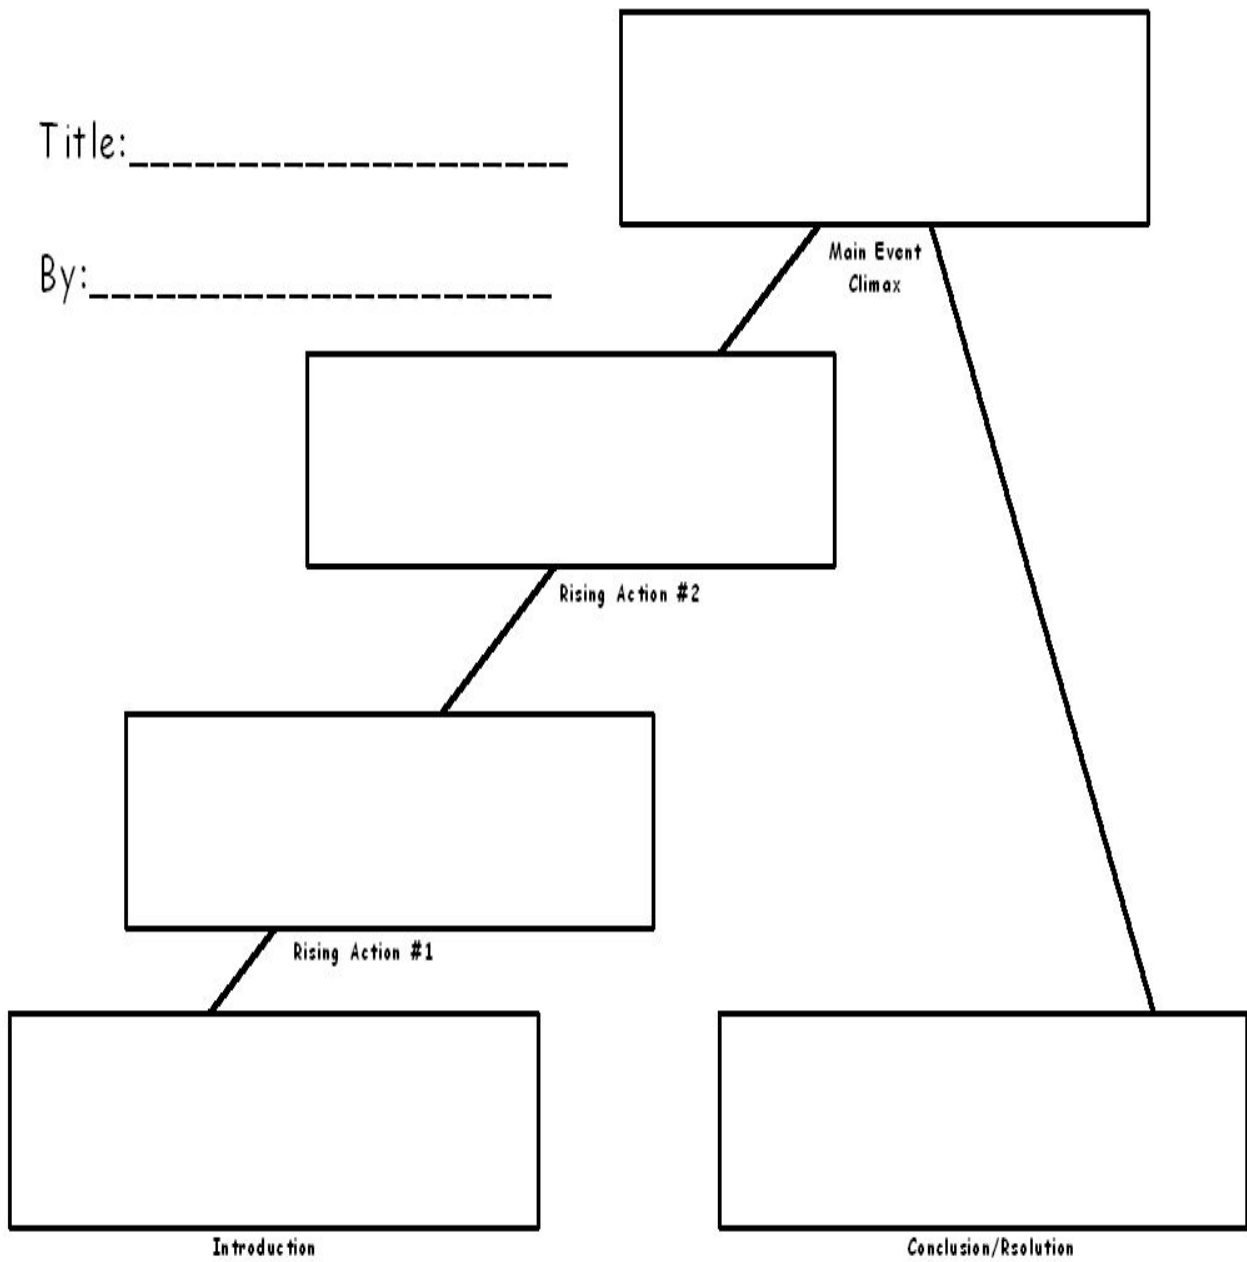 Title:____________________
By:_____________________
Main Event
Climax
Rising Action #2
Rising Action #1
Introduction
Conclusion/Rsolution